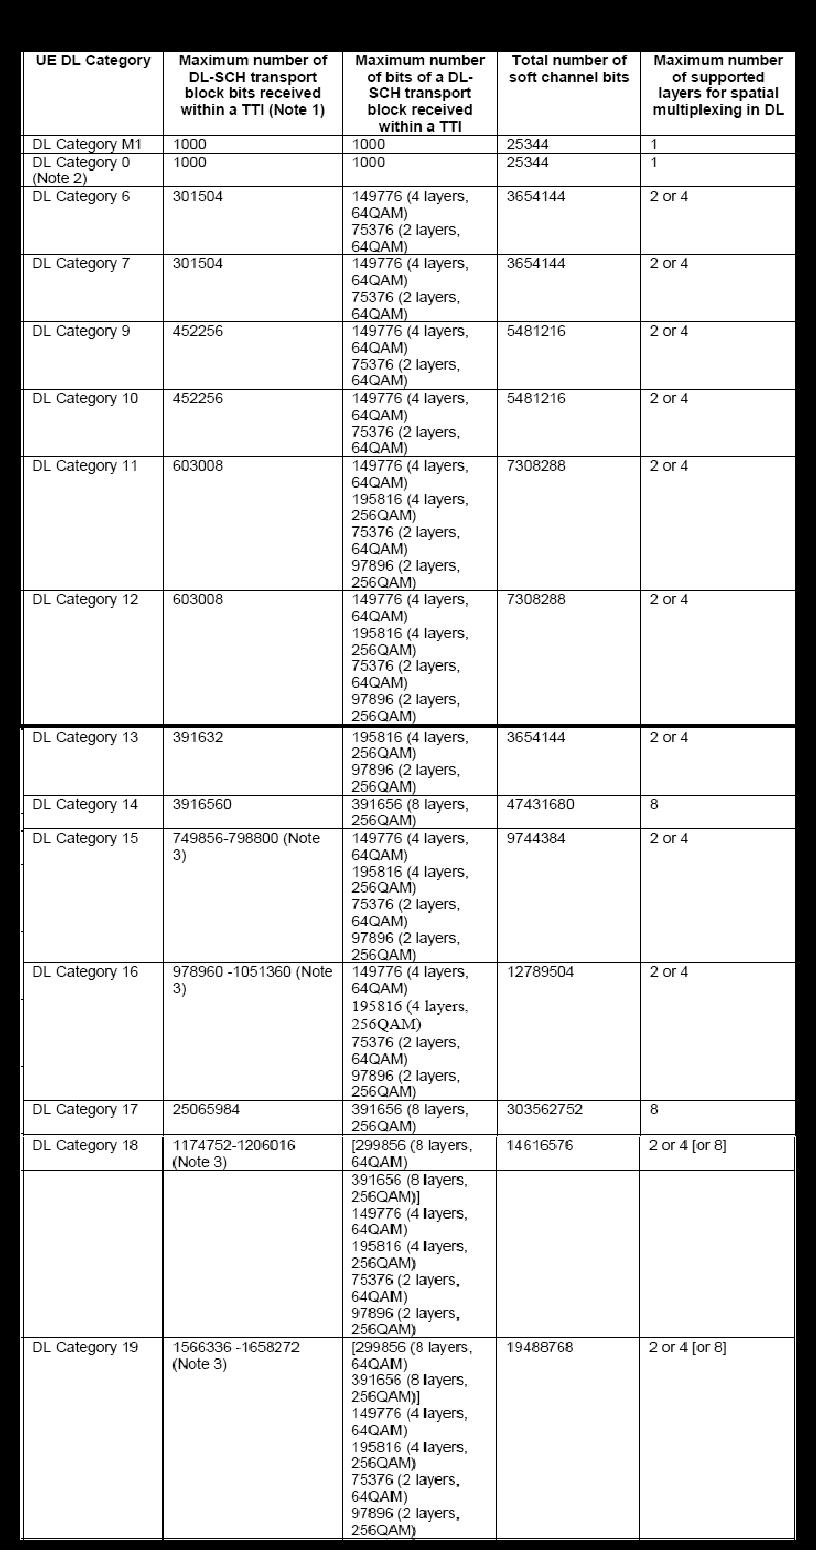 UE DL Category
Maximum number of
DL-SCH transport
block bits received
within a TTI (Note 1)
Maximum number
of bits of a DL-
SCH transport
block received
within a TTI
Total number of
soft channel bits
Maximum number
of supported
layers for spatial
multiplexing in DL
DL Category M1
1000
1000
25344
1
DL Category 0
(Note 2)
1000
1000
25344
1
DL Category 6
301504
149776 (4 layers,
64QAM)
75376 (2 layers,
64QAM)
3654144
2 or 4
DL Category 7
301504
149776 (4 layers,
64QAM)
75376 (2 layers,
64QAM)
3654144
2 or 4
DL Category 9
452256
149776 (4 layers,
64QAM)
75376 (2 layers,
64QAM)
5481216
2 or 4
DL Category 10
452256
149776 (4 layers,
64QAM)
75376 (2 layers,
64QAM)
5481216
2 or 4
DL Category 11
603008
149776 (4 layers,
64QAM)
195816 (4 layers,
256QAM)
75376 (2 layers,
64QAM)
97896 (2 layers,
256QAM)
7308288
2 or 4
DL Category 12
603008
149776 (4 layers,
64QAM)
195816 (4 layers,
256QAM)
75376 (2 layers,
64QAM)
97896 (2 layers,
256QAM)
7308288
2 or 4
DL Category 13
391632
195816 (4 layers,
256QAM)
97896 (2 layers,
256QAM)
3654144
2 or 4
DL Category 14
3916560
391656 (8 layers,
256QAM)
47431680
8
DL Category 15
749856-798800 (Note
3)
149776 (4 layers,
64QAM)
195816 (4 layers,
256QAM)
75376 (2 layers,
64QAM)
97896 (2 layers,
256QAM)
9744384
2 or 4
DL Category 16
978960 -1051360 (Note
3)
149776 (4 layers,
64QAM)
195816 (4 layers,
256QAM)
75376 (2 layers,
64QAM)
97896 (2 layers,
256QAM)
12789504
2 or 4
DL Category 17
25065984
391656 (8 layers,
256QAM)
303562752
8
DL Category 18
1174752-1206016
(Note 3)
[299856 (8 layers,
64QAM)
391656 (8 layers,
256QAM)]
149776 (4 layers,
64QAM)
195816 (4 layers,
256QAM)
75376 (2 layers,
64QAM)
97896 (2 layers,
256QAM)
14616576
2 or 4 [or 8]
DL Category 19
1566336 -1658272
(Note 3)
[299856 (8 layers,
64QAM)
391656 (8 layers,
256QAM)]
149776 (4 layers,
64QAM)
195816 (4 layers,
256QAM)
75376 (2 layers,
64QAM)
97896 (2 layers,
256QAM)
19488768
2 or 4 [or 8]